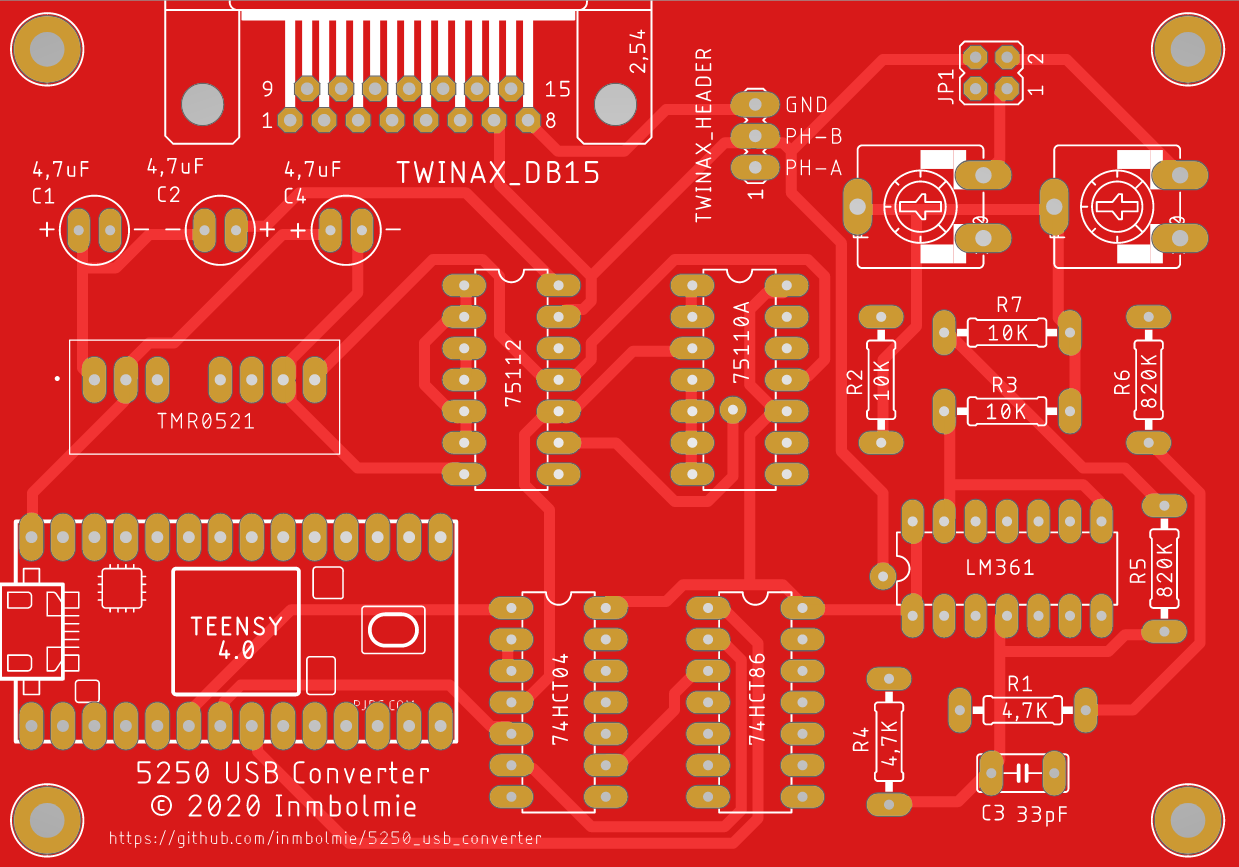 2,54
9
15
1
8
TWINAX_DB15
TWINAX_HEADER
GND
PH-B
PH-A
1
JP1
2
1
4,7uF
C1
4,7uF
C2
4,7uF
C4
+ -
- +
+ -
TMR0521
75112
75110A
R2
10K
R7
10K
R3
10K
R6
820K
LM361
R5
820K
TEENSY
4.0
74HCT04
74HCT86
R4
4,7K
R1
4,7K
C3 33pF
5250 USB Converter
© 2020 Inmbolmie
https://github.com/inmbolmie/5250_usb_converter